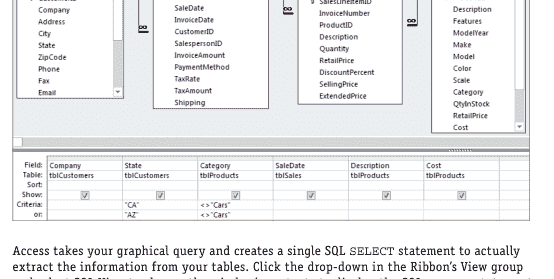 Company
Address
City
State
ZipCode
Phone
Fax
Email
SaleDate
InvoiceDate
CustomerID
SalespersonID
InvoiceAmount
PaymentMethod
TaxRate
TaxAmount
Shipping
SalesLineItemID
InvoiceNumber
ProductID
Description
Quantity
RetailPrice
DiscountPercent
SellingPrice
ExtendedPrice
Description
Features
ModelYear
Make
Model
Color
Scale
Category
QtyInStock
RetailPrice
Cost
Field: Company State Category SaleDate Description Cost
Table: tblCustomers tblCustomers tblProducts tblSales tblProducts tblProducts
Sort:
Show:
Criteria: "CA" <>"Cars"
or: "AZ" <>"Cars"
Access takes your graphical query and creates a single SQL SELECT statement to actually
extract the information from your tables. Click the drop-down in the Ribbon's View group